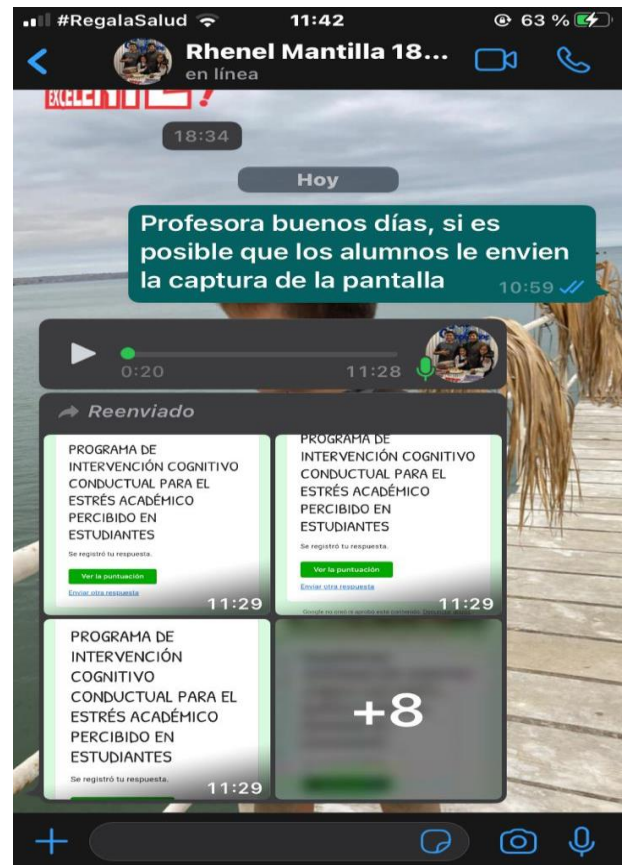 #RegalaSalud 11:42 63 %
Rhenel Mantilla 18...
en línea
EXCELENTE!
18:34
Hoy
Profesora buenos días, si es
posible que los alumnos le envien
la captura de la pantalla
10:59
0:20 11:28
Reenviado
PROGRAMA DE
INTERVENCIÓN COGNITIVO
CONDUCTUAL PARA EL
ESTRÉS ACADÉMICO
PERCIBIDO EN
ESTUDIANTES
Se registró tu respuesta.
Ver la puntuación
Enviar otra respuesta
11:29
PROGRAMA DE
INTERVENCIÓN COGNITIVO
CONDUCTUAL PARA EL
ESTRÉS ACADÉMICO
PERCIBIDO EN
ESTUDIANTES
Se registró tu respuesta.
Ver la puntuación
Enviar otra respuesta
11:29
PROGRAMA DE
INTERVENCIÓN
COGNITIVO
CONDUCTUAL PARA EL
ESTRÉS ACADÉMICO
PERCIBIDO EN
ESTUDIANTES
Se registró tu respuesta.
11:29
+8